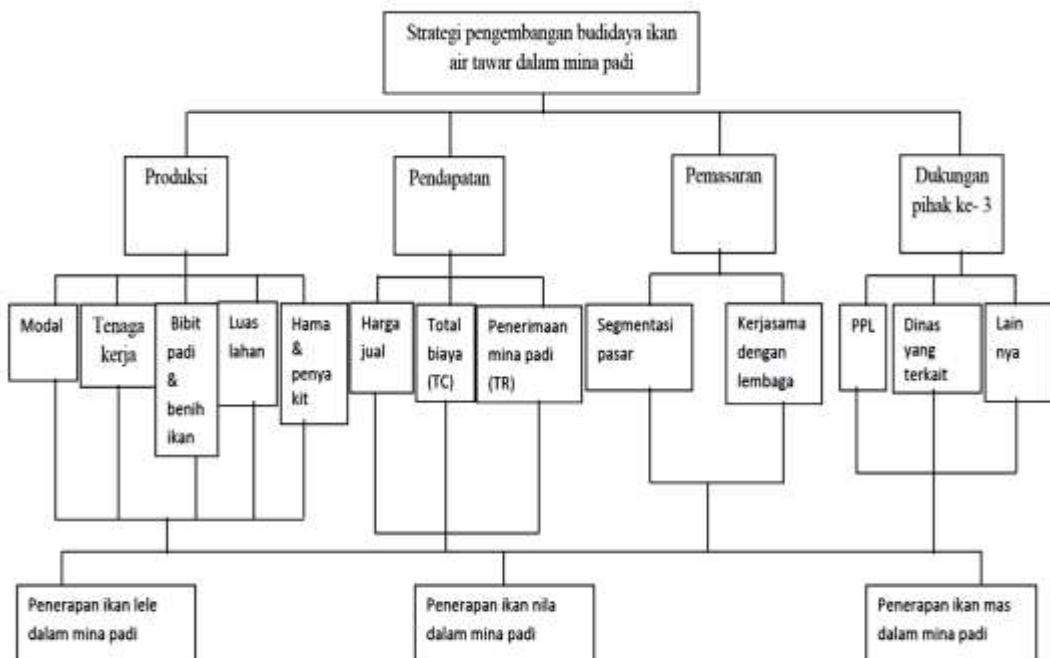 Strategi pengembangan budidaya ikan
air tawar dalam mina padi
Produksi
Pendapatan
Pemasaran
Dukungan
pihak ke- 3
Modal
Tenaga
kerja
Bibit
padi
&
benih
ikan
Luas
lahan
Hama
&
penya
kit
Harga
jual
Total
biaya
(TC)
Penerimaan
mina padi
(TR)
Segmentasi
pasar
Kerjasama
dengan
lembaga
PPL
Dinas
yang
terkait
Lain
nya
Penerapan ikan lele
dalam mina padi
Penerapan ikan nila
dalam mina padi
Penerapan ikan mas
dalam mina padi